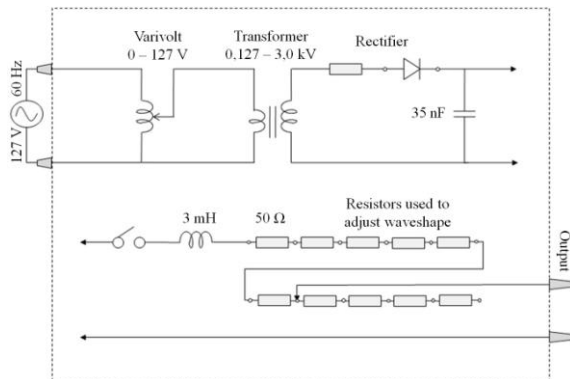 Varivolt
0 – 127 V
Transformer
0,127 – 3,0 kV
Rectifier
60 Hz
127 V
35 nF
3 mH
50 Ω
Resistors used to
adjust waveshape
Output